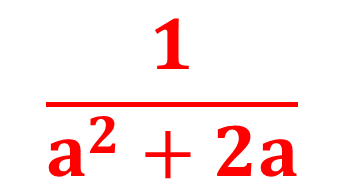 1
a² + 2a